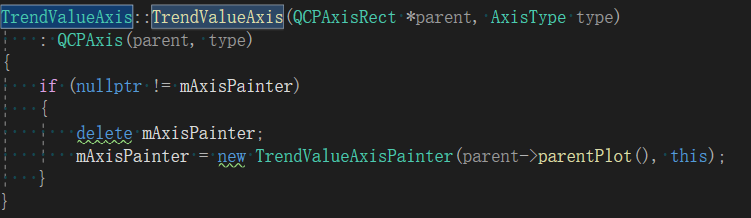 TrendValueAxis::TrendValueAxis(QCPAxisRect *parent, AxisType type)
: QCPAxis(parent, type)
{
if (nullptr != mAxisPainter)
{
delete mAxisPainter;
mAxisPainter = new TrendValueAxisPainter(parent->parentPlot(), this);
}
}